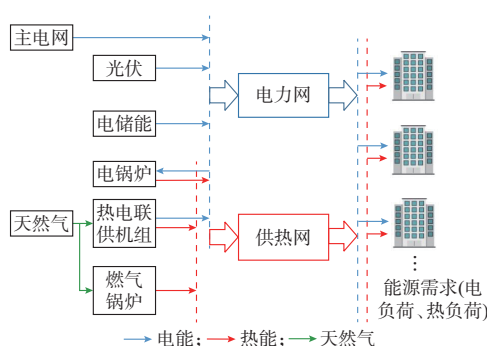 主电网
光伏
电力网
电储能
电锅炉
天然气
热电联
供机组
供热网
燃气
锅炉
⋮
能源需求(电
负荷、热负荷)
电能;
热能;
天然气